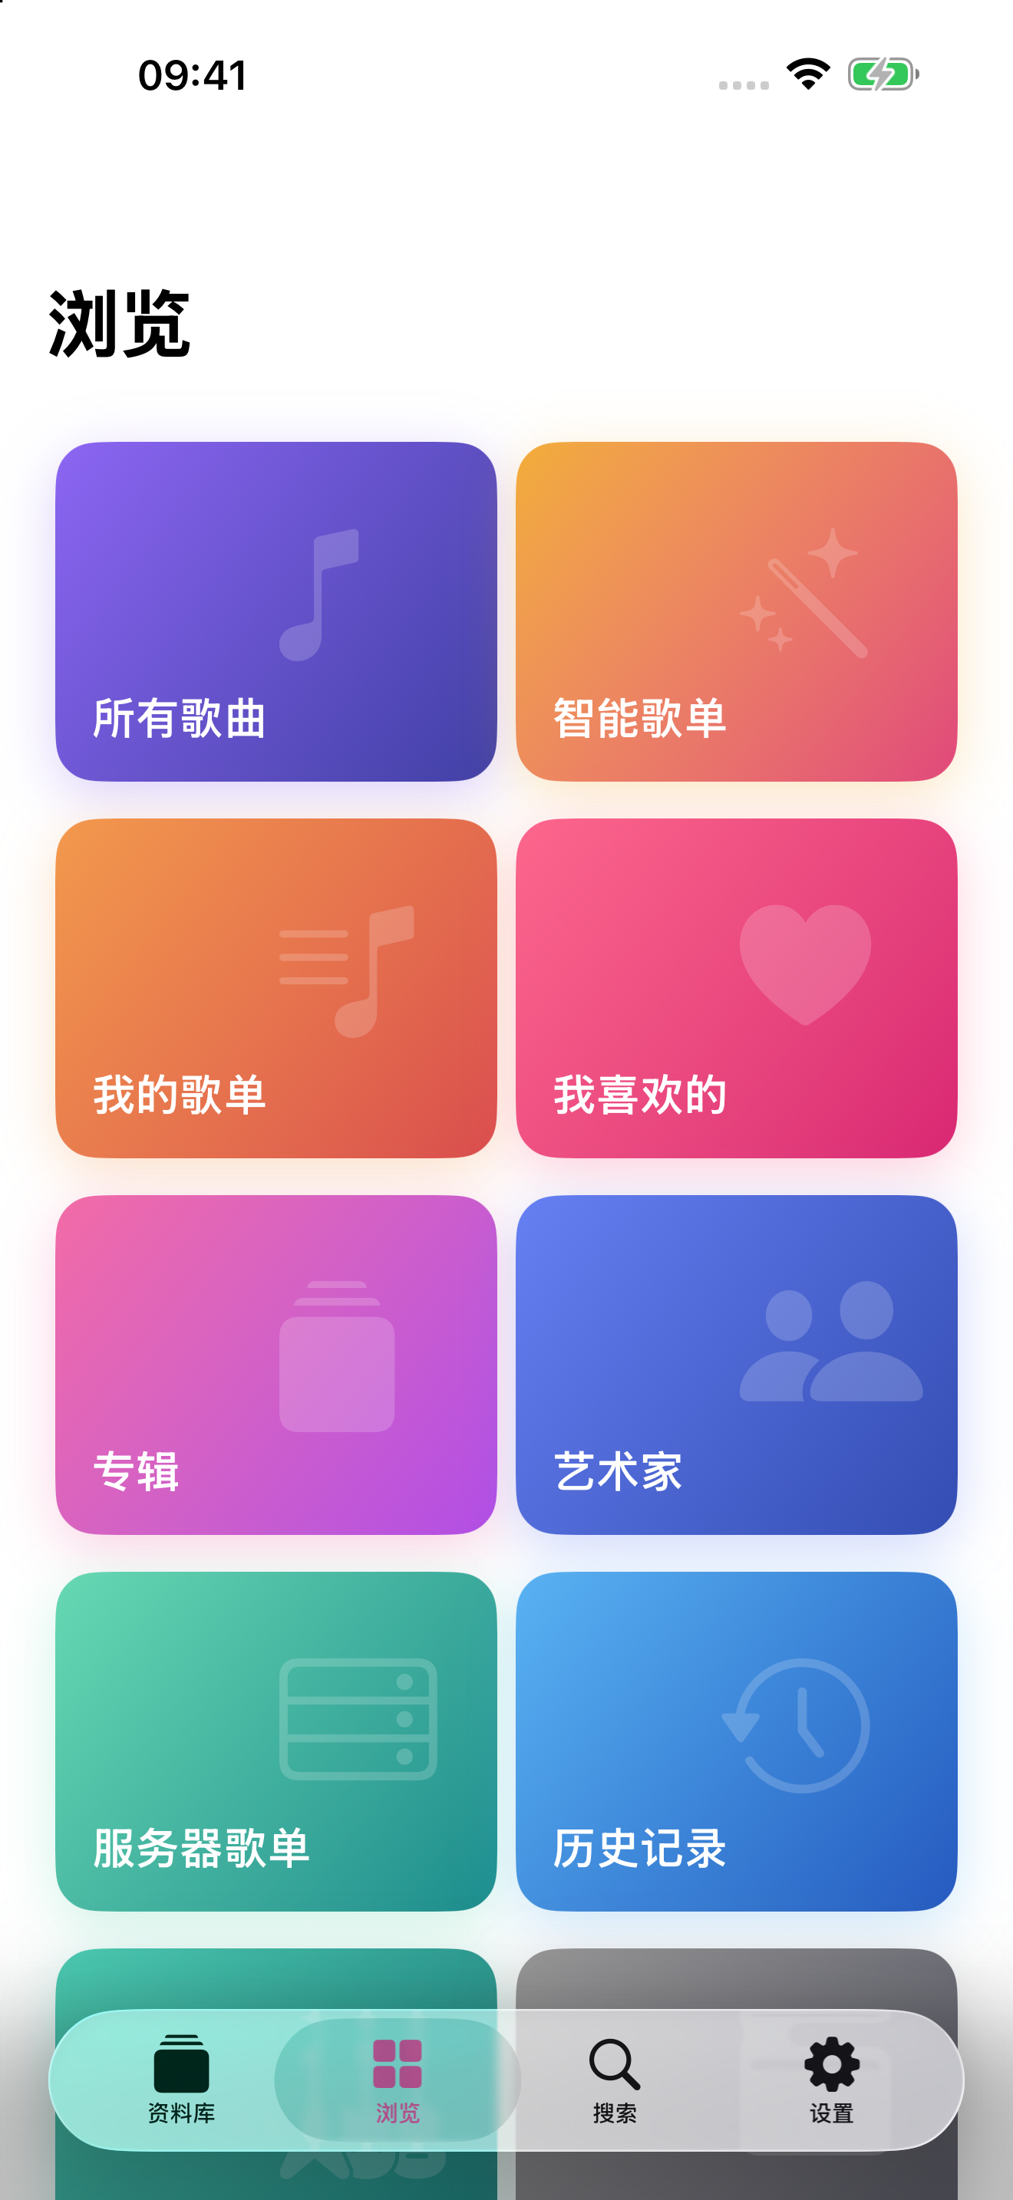 09:41
浏览
所有歌曲
智能歌单
我的歌单
我喜欢的
专辑
艺术家
服务器歌单
历史记录
资料库
浏览
搜索
设置